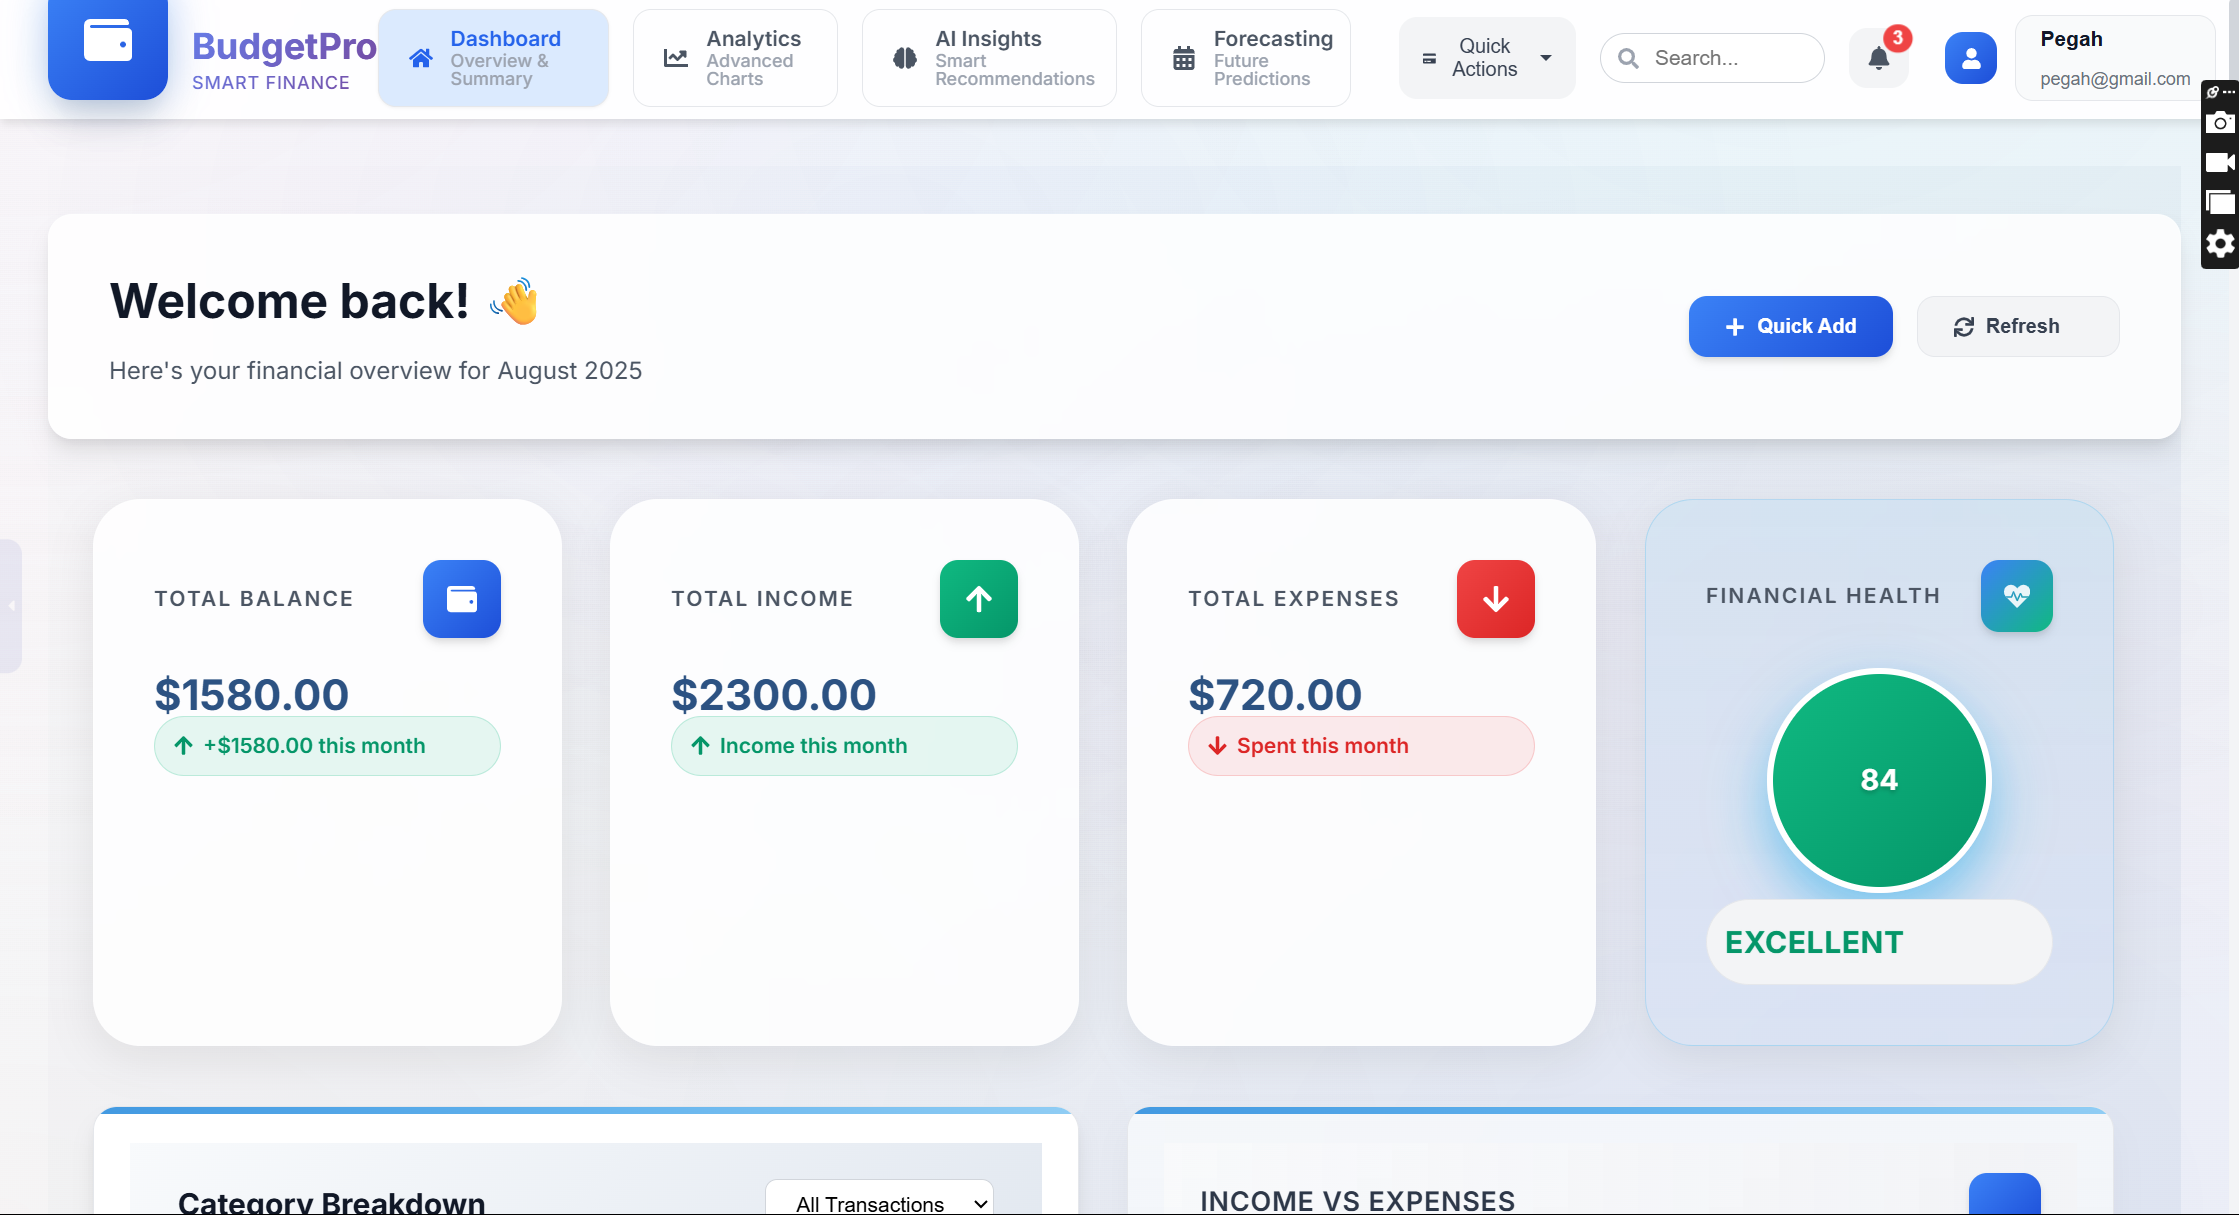 BudgetPro
SMART FINANCE
Dashboard
Overview &
Summary
Analytics
Advanced
Charts
AI Insights
Smart
Recommendations
Forecasting
Future
Predictions
Quick
Actions
Search...
3
Pegah
pegah@gmail.com
Welcome back! 👋
Here's your financial overview for August 2025
Quick Add
Refresh
TOTAL BALANCE
$1580.00
+$1580.00 this month
TOTAL INCOME
$2300.00
Income this month
TOTAL EXPENSES
$720.00
Spent this month
FINANCIAL HEALTH
84
EXCELLENT
Category Breakdown
All Transactions
INCOME VS EXPENSES